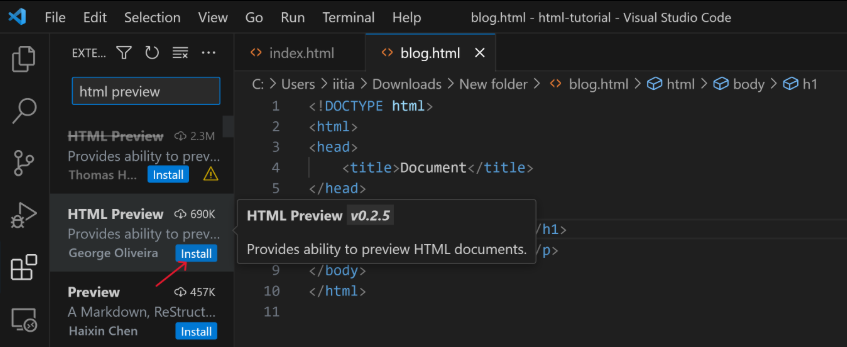 File Edit Selection View Go Run Terminal Help blog.html - html-tutorial - Visual Studio Code
EXTE... ...
html preview
HTML Preview 2.3M
Provides ability to prev...
Thomas H... Install
HTML Preview 690K
Provides ability to prev...
George Oliveira Install
Preview 457K
A Markdown, ReStruct...
Haixin Chen Install
index.html blog.html
C: > Users > iitia > Downloads > New folder > blog.html > html > body > h1
1 <!DOCTYPE html>
2 <html>
3 <head>
4 <title>Document</title>
5 </head>
HTML Preview v0.2.5
Provides ability to preview HTML documents.
/h1>
/p>
9 </body>
10 </html>
11